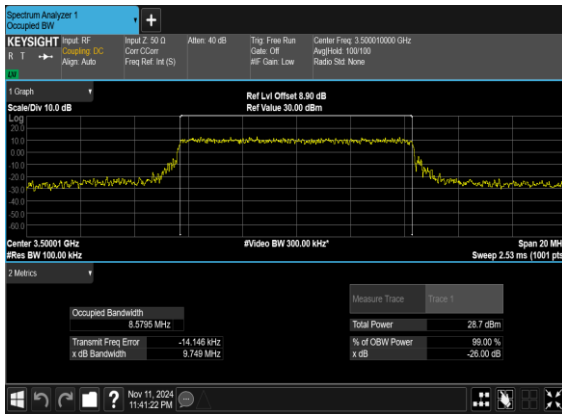 Spectrum Analyzer 1
Occupied BW
KEYSIGHT
R T
Input: RF
Coupling: DC
Align: Auto
Input Z: 50 Ω
Corr CCorr
Freq Ref: Int (S)
Atten: 40 dB
Trig: Free Run
Gate: Off
#IF Gain: Low
Center Freq: 3.500010000 GHz
Avg|Hold: 100/100
Radio Std: None
1 Graph
Scale/Div 10.0 dB
Ref Lvl Offset 8.90 dB
Ref Value 30.00 dBm
Log
20.0
10.0
0.00
-10.0
-20.0
-30.0
-40.0
-50.0
-60.0
Center 3.50001 GHz
#Res BW 100.00 kHz
#Video BW 300.00 kHz*
Span 20 MH
Sweep 2.53 ms (1001 pts
2 Metrics
Measure Trace
Trace 1
Occupied Bandwidth
8.5795 MHz
Total Power
28.7 dBm
Transmit Freq Error
-14.146 kHz
% of OBW Power
99.00 %
x dB Bandwidth
9.749 MHz
x dB
-26.00 dB
?
Nov 11, 2024
11:41:22 PM